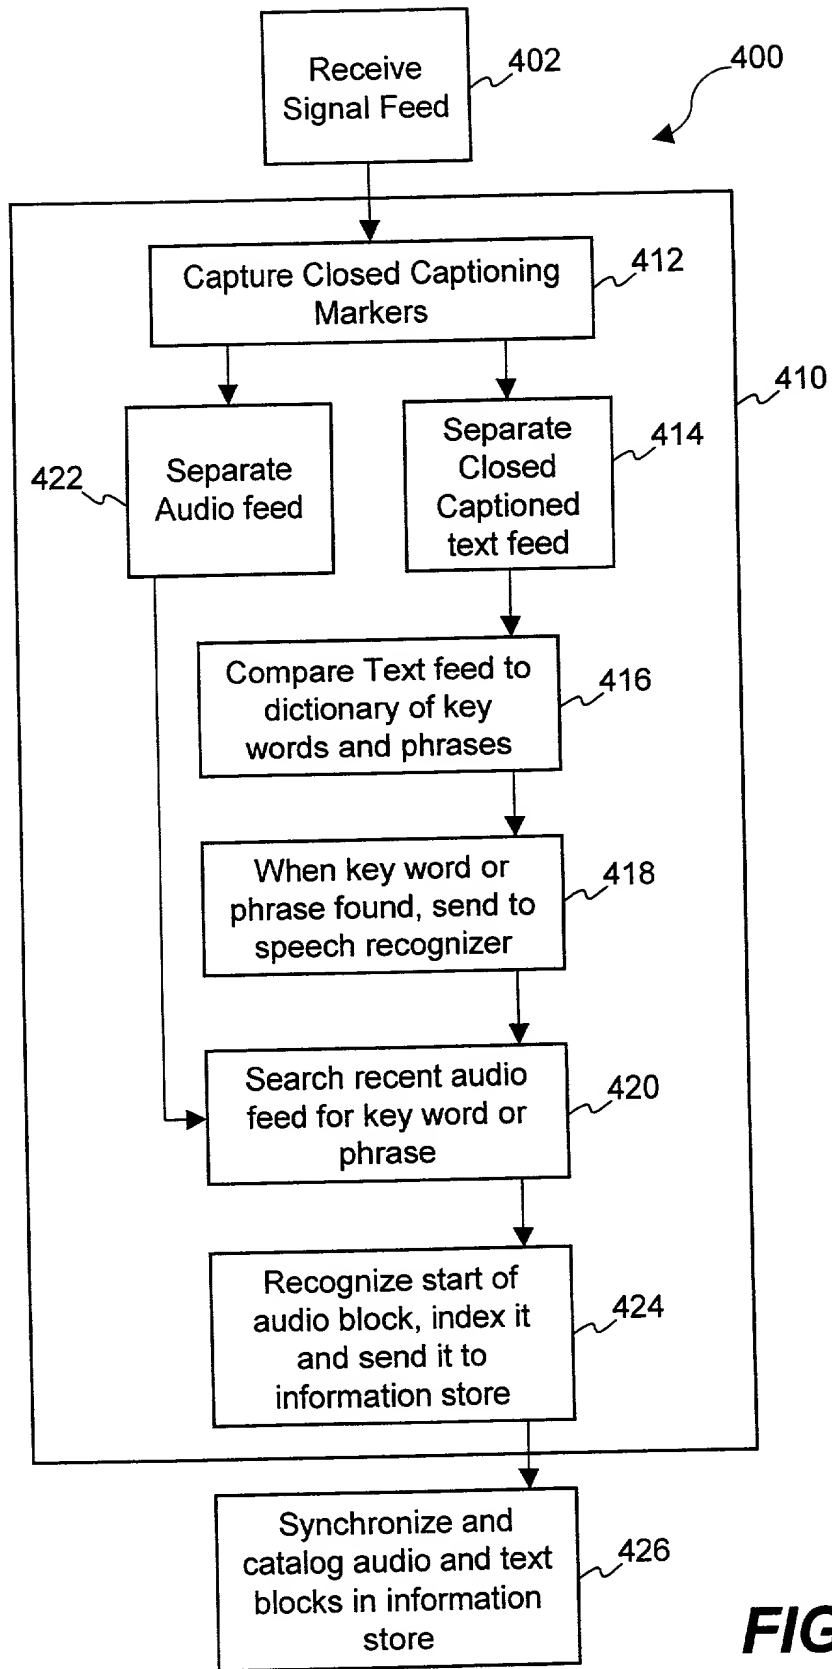 Receive
Signal Feed
402
400
Capture Closed Captioning
Markers
412
410
422
Separate
Audio feed
Separate
Closed
Captioned
text feed
414
Compare Text feed to
dictionary of key
words and phrases
416
When key word or
phrase found, send to
speech recognizer
418
Search recent audio
feed for key word or
phrase
420
Recognize start of
audio block, index it
and send it to
information store
424
Synchronize and
catalog audio and text
blocks in information
store
426
FIG